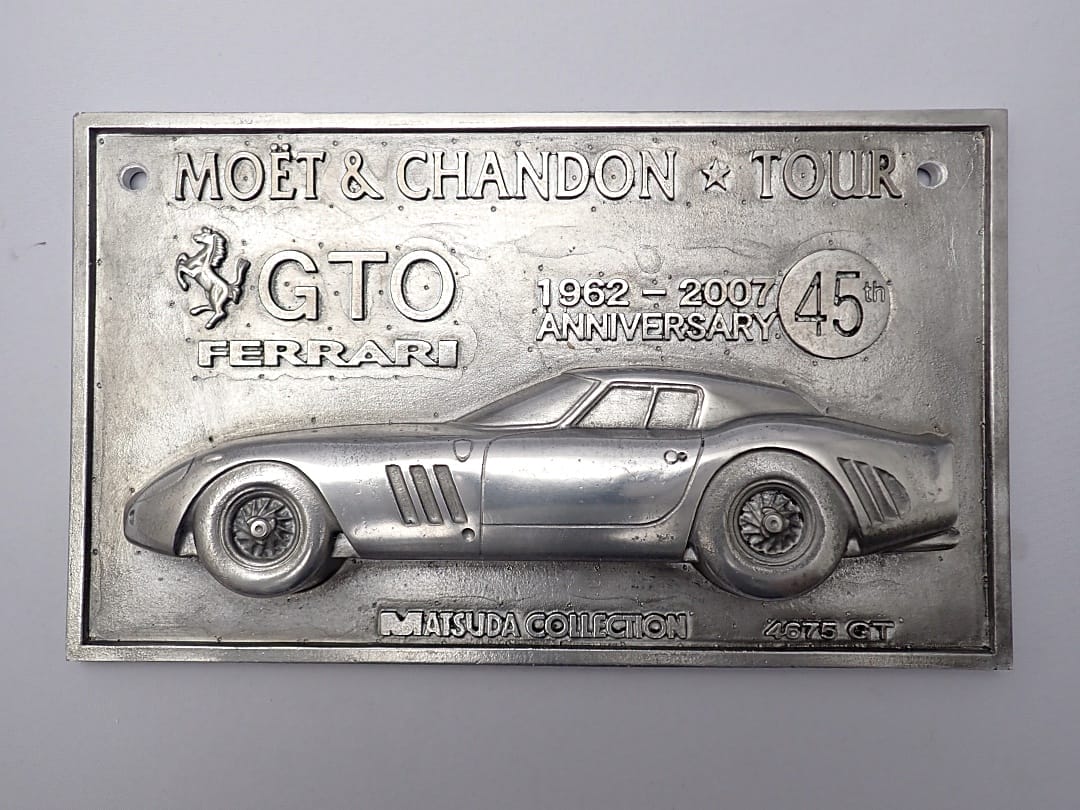 MOËT & CHANDON ★ TOUR
GTO
FERRARI
1962 – 2007
ANNIVERSARY
45th
MATSUDA COLLECTION
4675 GT